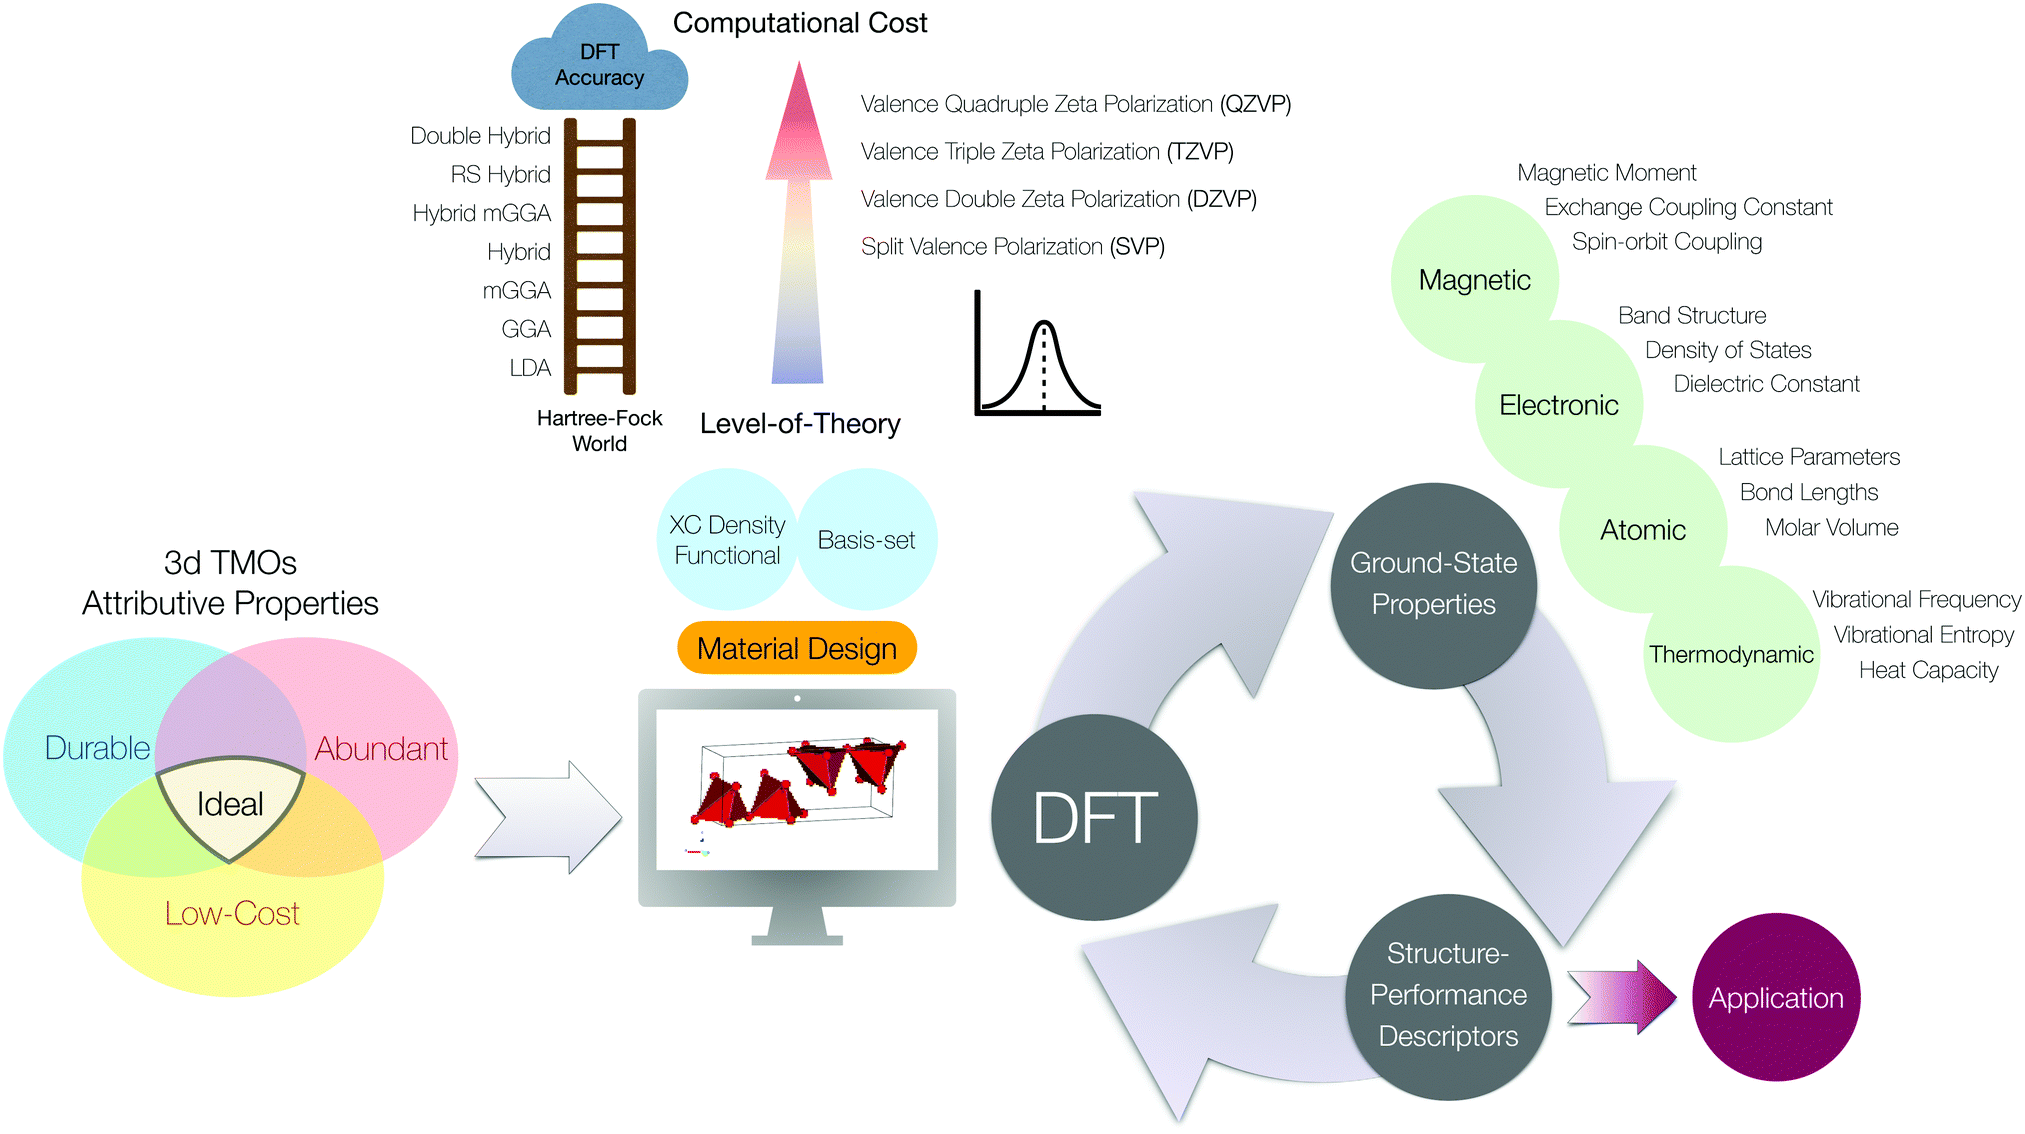 Computational Cost
DFT
Accuracy
Double Hybrid
RS Hybrid
Hybrid mGGA
Hybrid
mGGA
GGA
LDA
Hartree-Fock
World
Valence Quadruple Zeta Polarization (QZVP)
Valence Triple Zeta Polarization (TZVP)
Valence Double Zeta Polarization (DZVP)
Split Valence Polarization (SVP)
Level-of-Theory
XC Density
Functional
Basis-set
Material Design
3d TMOs
Attributive Properties
Durable
Abundant
Ideal
Low-Cost
DFT
Ground-State
Properties
Structure-
Performance
Descriptors
Application
Magnetic
Magnetic Moment
Exchange Coupling Constant
Spin-orbit Coupling
Electronic
Band Structure
Density of States
Dielectric Constant
Atomic
Lattice Parameters
Bond Lengths
Molar Volume
Thermodynamic
Vibrational Frequency
Vibrational Entropy
Heat Capacity